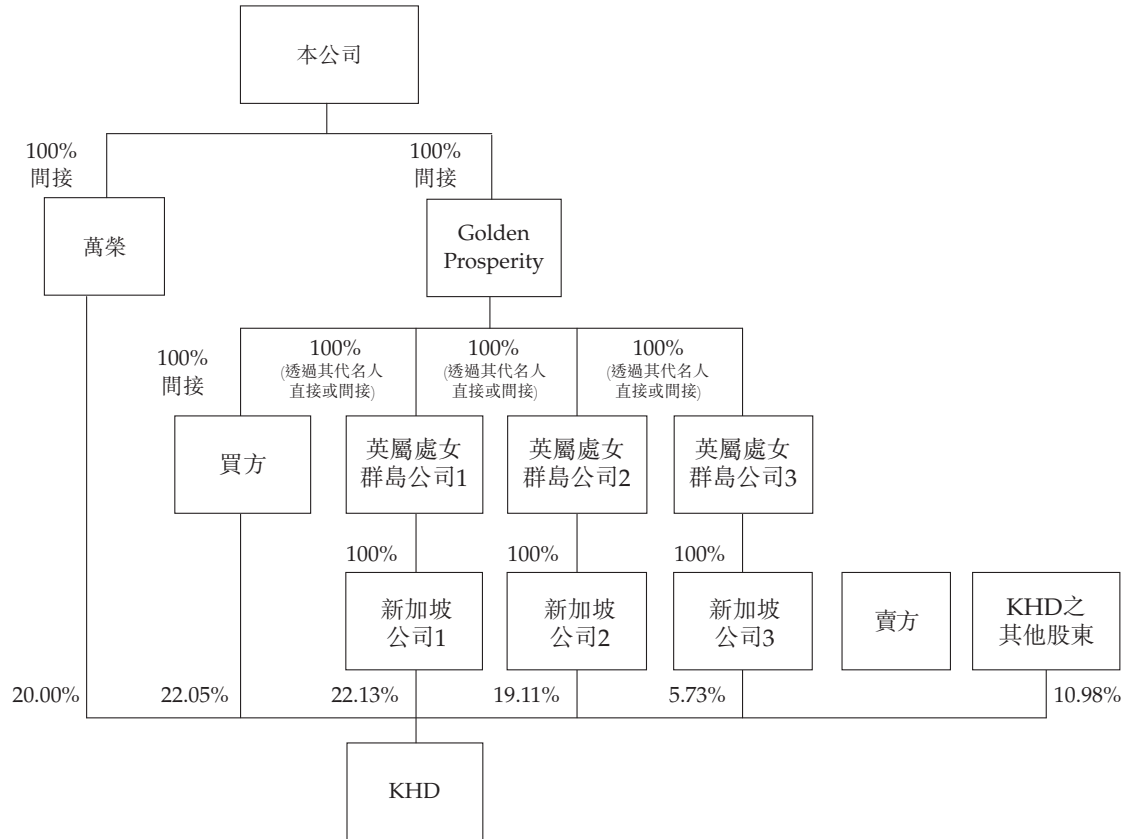 本公司
100%
間接
100%
間接
萬榮
Golden
Prosperity
100%
間接
100%
(透過其代名人
直接或間接)
100%
(透過其代名人
直接或間接)
100%
(透過其代名人
直接或間接)
買方
英屬處女
群島公司1
英屬處女
群島公司2
英屬處女
群島公司3
100%
100%
100%
新加坡
公司1
新加坡
公司2
新加坡
公司3
賣方
KHD之
其他股東
20.00%
22.05%
22.13%
19.11%
5.73%
10.98%
KHD